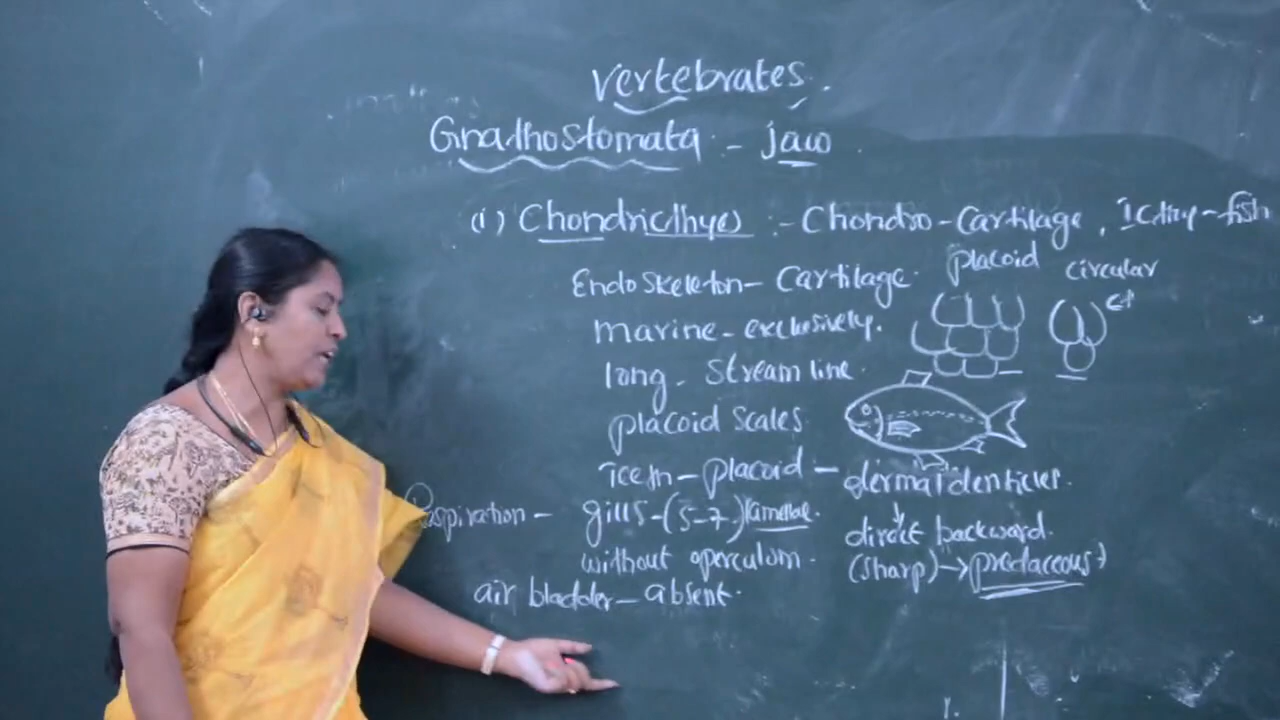 Vertebrates.
Gnathostomata :- jaw.
(i) Chondricthyes :- Chondro - Cartilage, Icthy - fish
Endoskeleton - Cartilage. placoid circular
marine - exclusively.
long - Stream line.
placoid scales
Teeth - placoid - dermal denticles.
Respiration - gills - (5-7) lamellae.
direct backward.
without operculum.
(sharp) → predaceous
air bladder - absent.